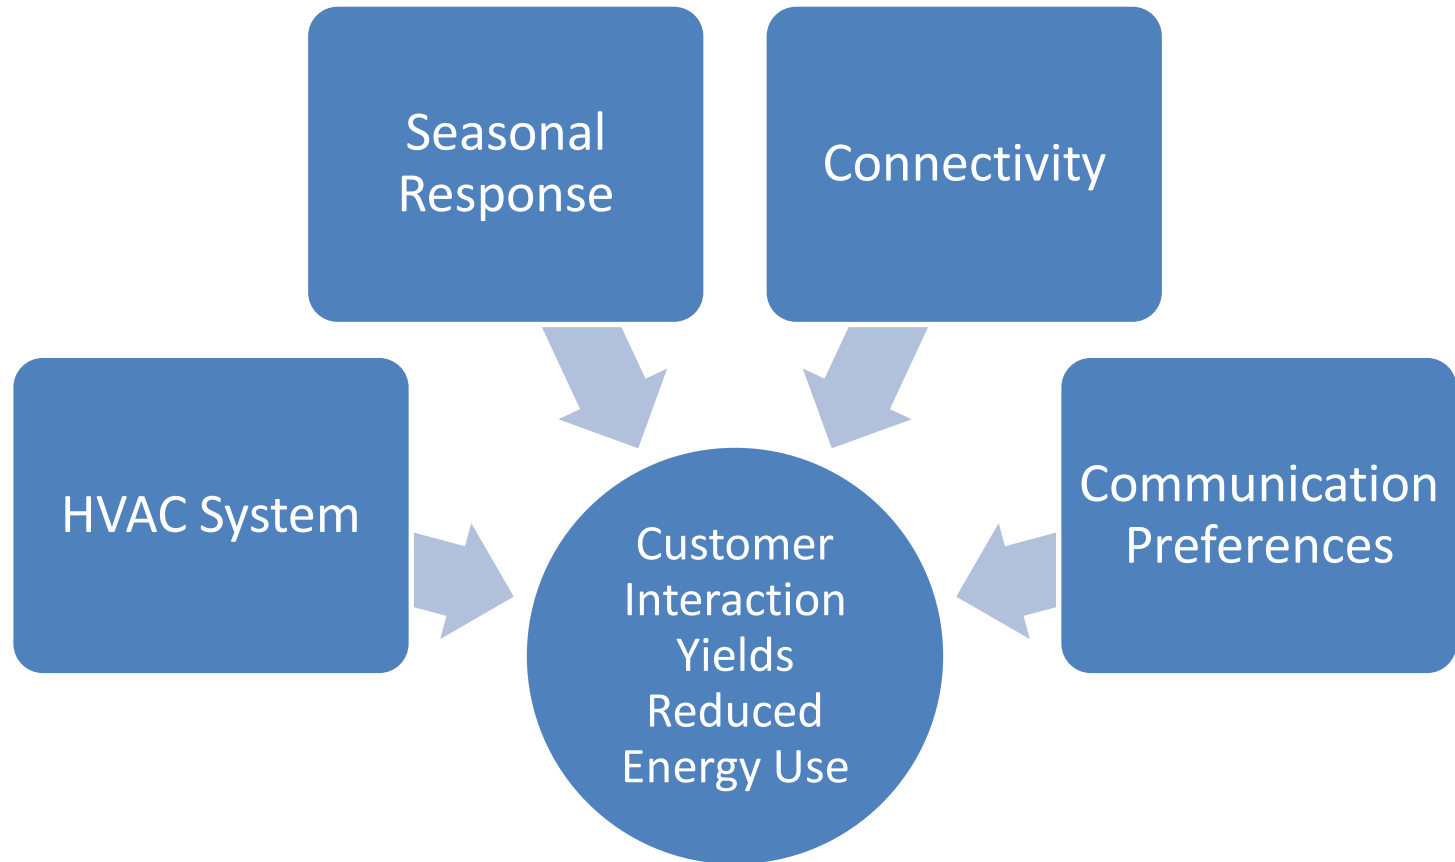 Seasonal
Response
Connectivity
HVAC System
Communication
Preferences
Customer
Interaction
Yields
Reduced
Energy Use